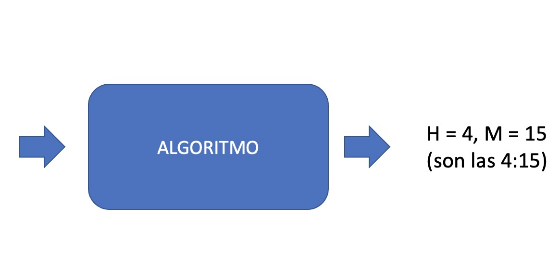 ALGORITMO
H = 4, M = 15
(son las 4:15)